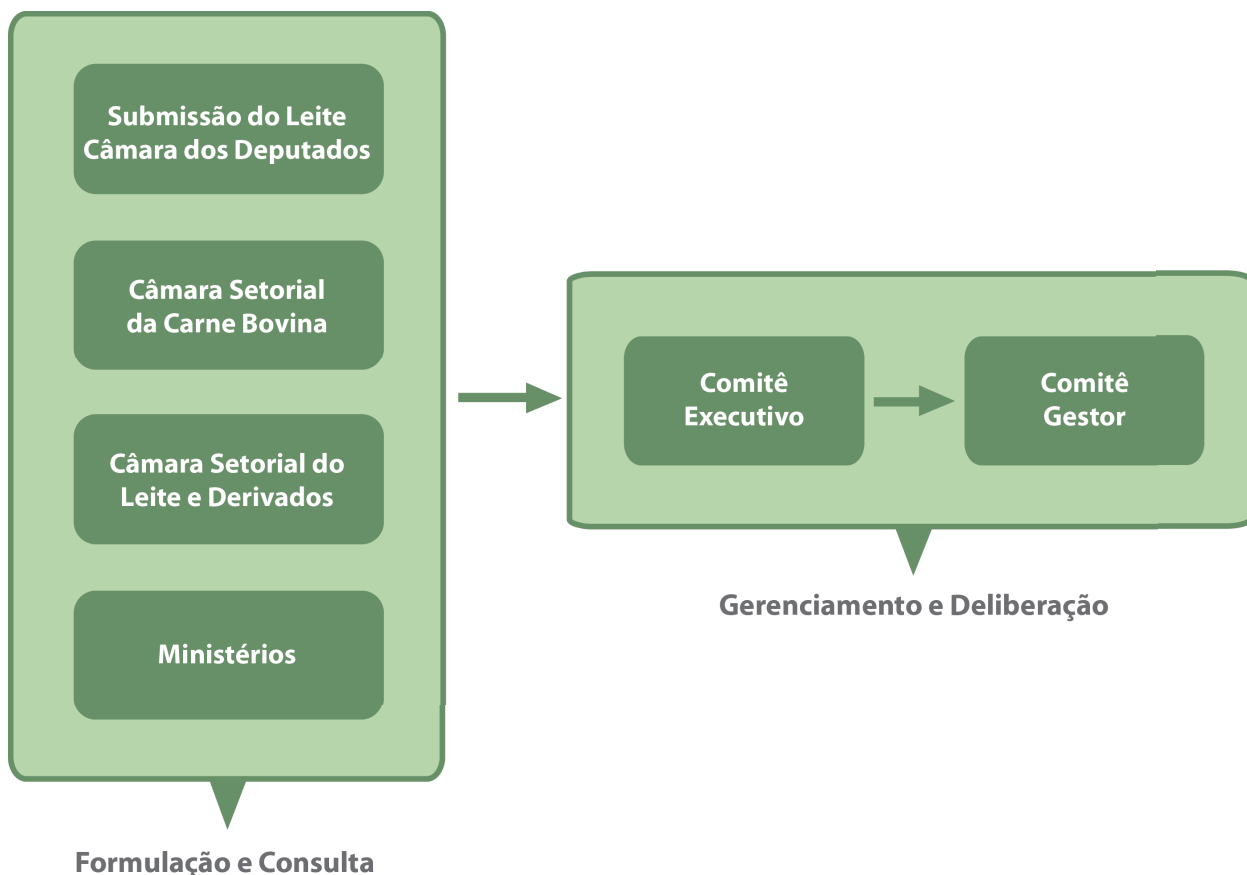 Submissão do Leite
Câmara dos Deputados
Câmara Setorial
da Carne Bovina
Câmara Setorial do
Leite e Derivados
Ministérios
Formulação e Consulta
Comitê
Executivo
Comitê
Gestor
Gerenciamento e Deliberação